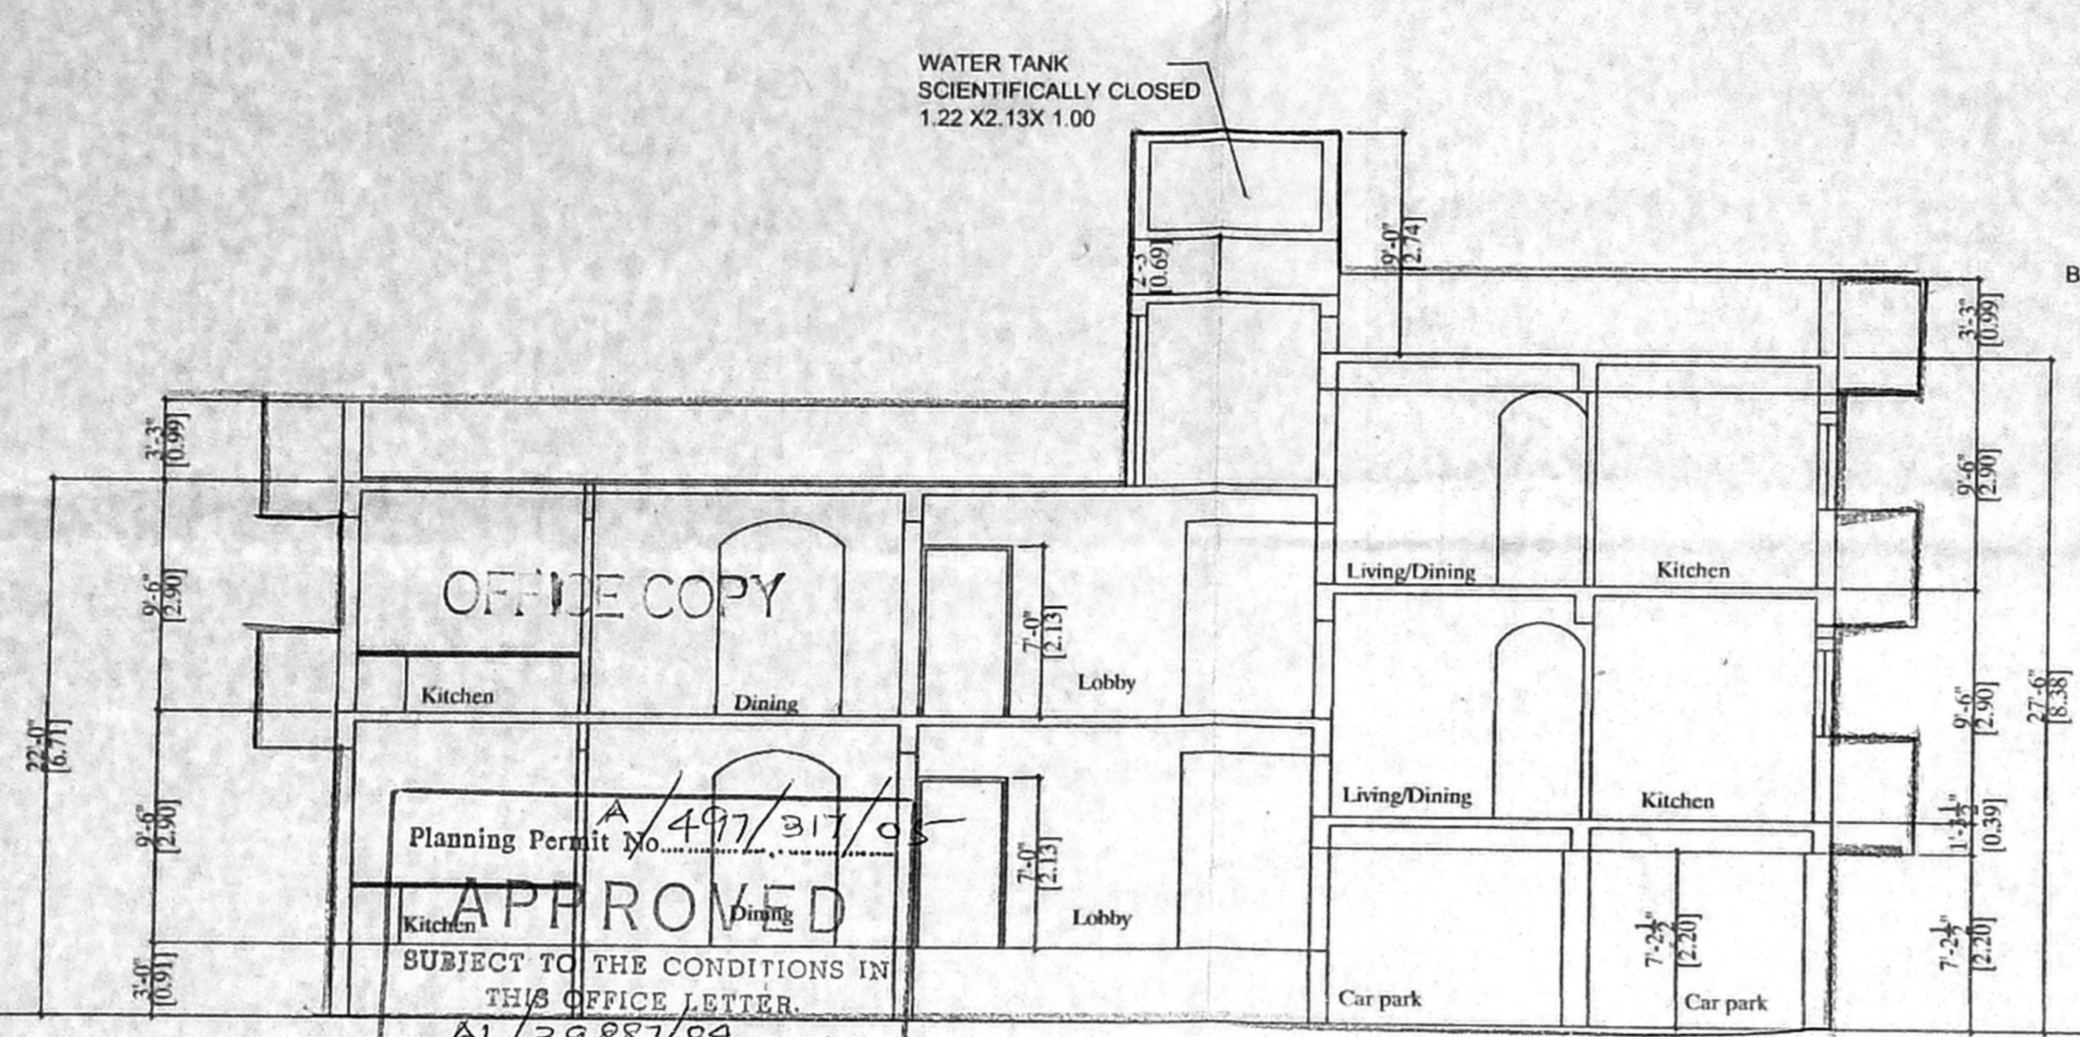 WATER TANK
SCIENTIFICALLY CLOSED
1.22 X2.13X 1.00
9'-0"
[2.74]
2'-3
[0.69]
B
3'-3"
[0.99]
3'-3"
[0.99]
9'-6"
[2.90]
Living/Dining
Kitchen
OFFICE COPY
9'-6"
[2.90]
7'-0"
[2.13]
Lobby
Kitchen
Dining
22'-0"
[6.71]
9'-6"
[2.90]
27'-6"
[8.38]
Living/Dining
Kitchen
[0.39]
9'-6"
[2.90]
Planning Permit No A/497/317/05
7'-0"
[2.13]
Lobby
APPROVED
Kitchen
Dining
7'-2½"
[2.20]
7'-2½"
[2.20]
SUBJECT TO THE CONDITIONS IN
THIS OFFICE LETTER.
3'-0"
[0.91]
Car park
Car park